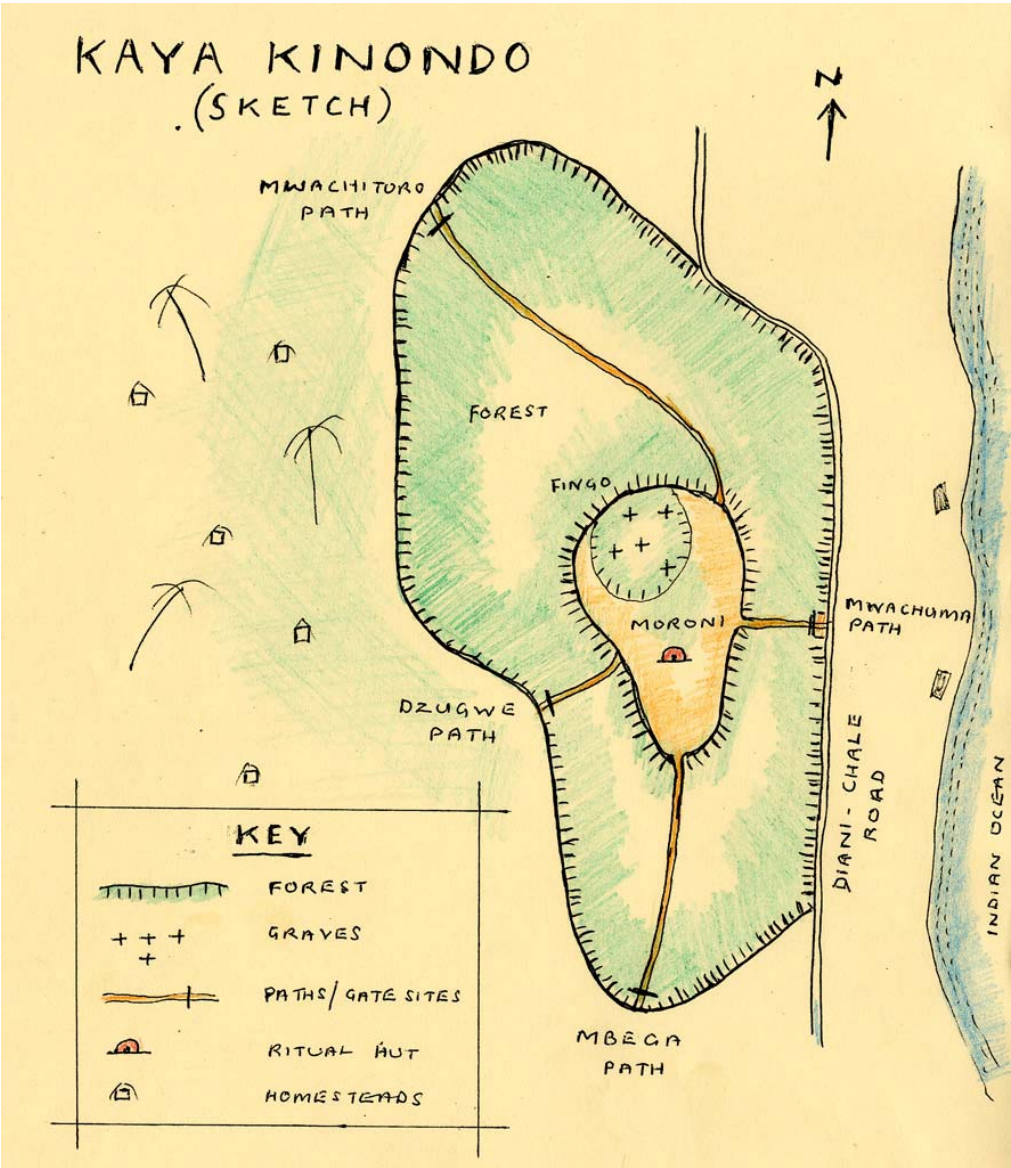 KAYA KINONDO
(SKETCH)
N
MWACHITORO
PATH
FOREST
FINGO
MORONI
MWACHUMA
PATH
DZUGWE
PATH
DIANI-CHALE
ROAD
INDIAN OCEAN
MBEGA
PATH
KEY
FOREST
GRAVES
PATHS/GATE SITES
RITUAL HUT
HOMESTEADS